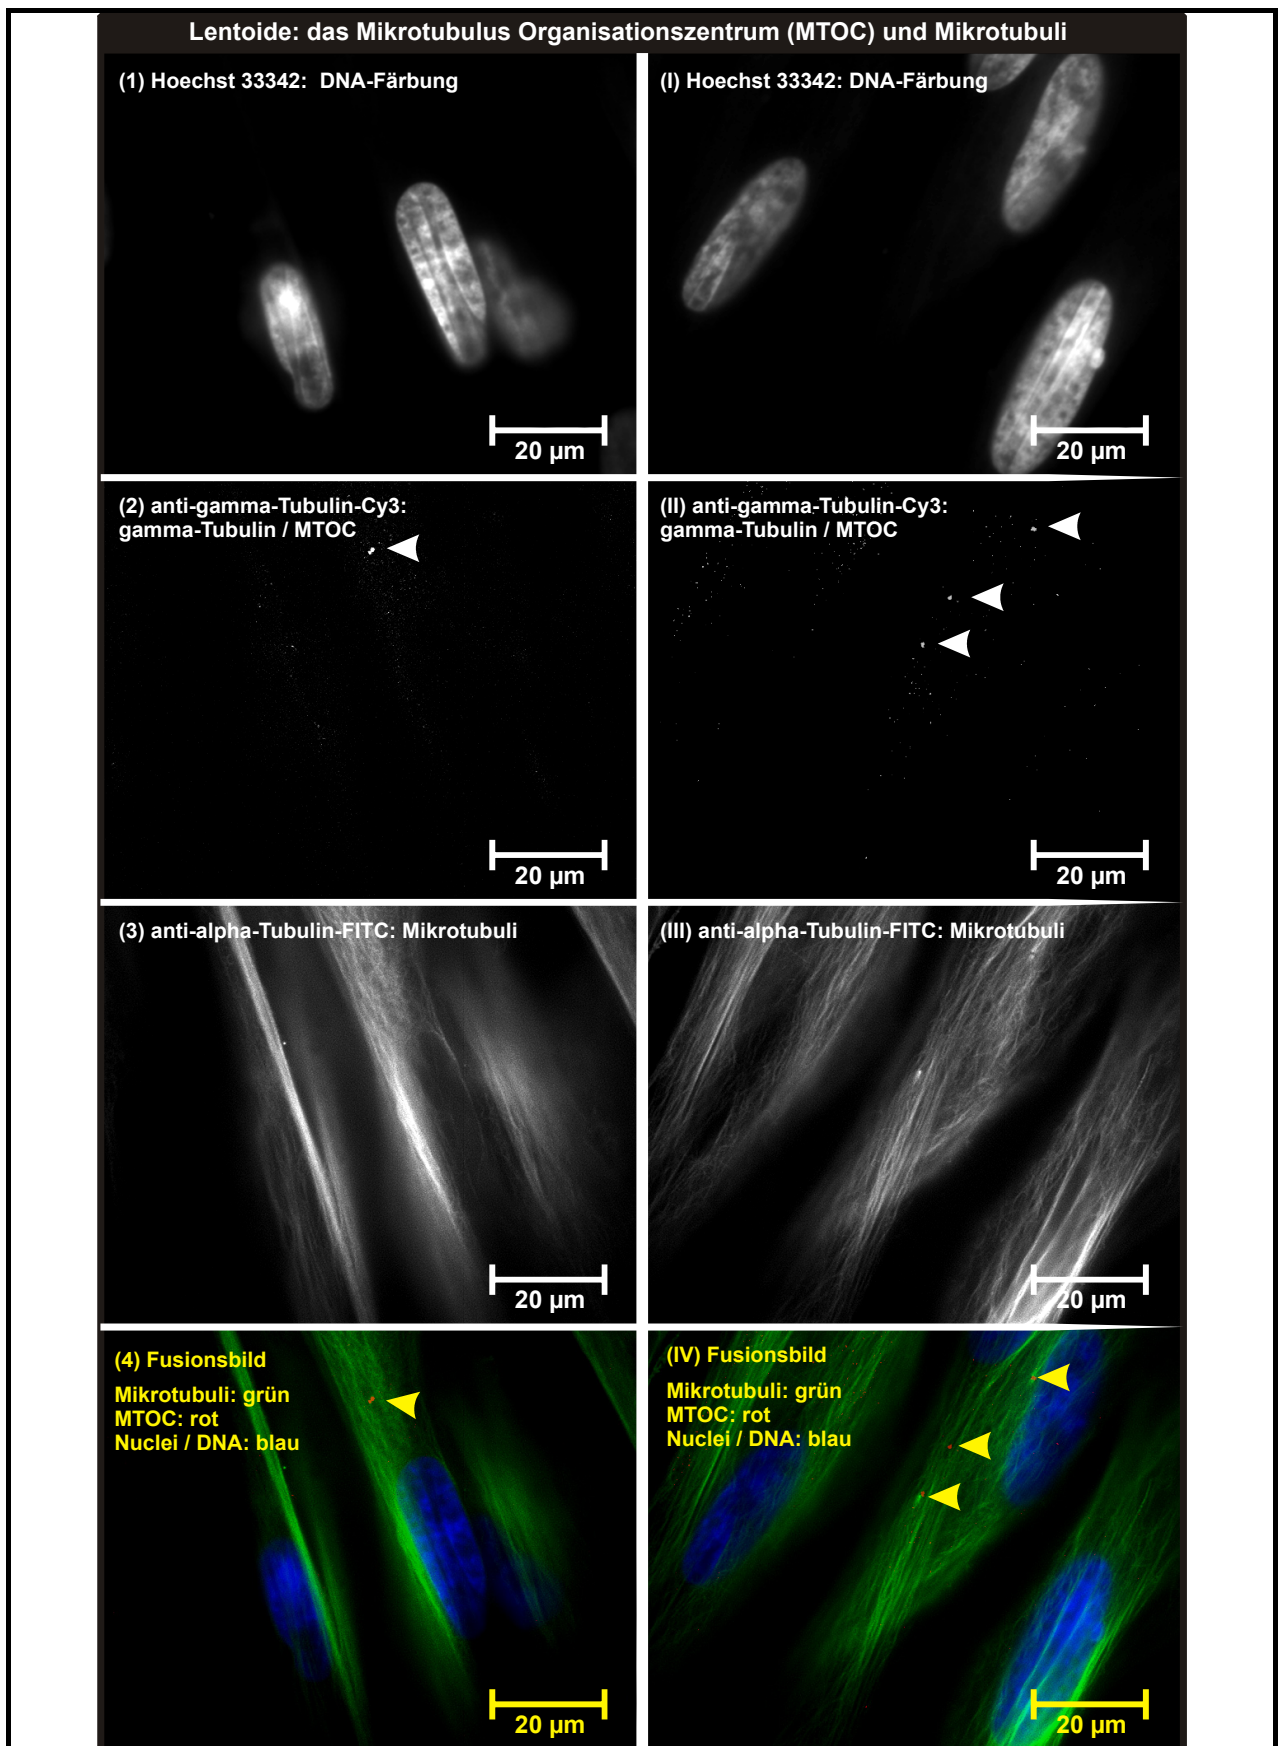 Lentoide: das Mikrotubulus Organisationszentrum (MTOC) und Mikrotubuli
(1) Hoechst 33342:  DNA-Färbung
20 µm
(I) Hoechst 33342: DNA-Färbung
20 µm
(2) anti-gamma-Tubulin-Cy3:
gamma-Tubulin / MTOC
20 µm
(II) anti-gamma-Tubulin-Cy3:
gamma-Tubulin / MTOC
20 µm
(3) anti-alpha-Tubulin-FITC: Mikrotubuli
20 µm
(III) anti-alpha-Tubulin-FITC: Mikrotubuli
20 µm
(4) Fusionsbild
Mikrotubuli: grün
MTOC: rot
Nuclei / DNA: blau
20 µm
(IV) Fusionsbild
Mikrotubuli: grün
MTOC: rot
Nuclei / DNA: blau
20 µm